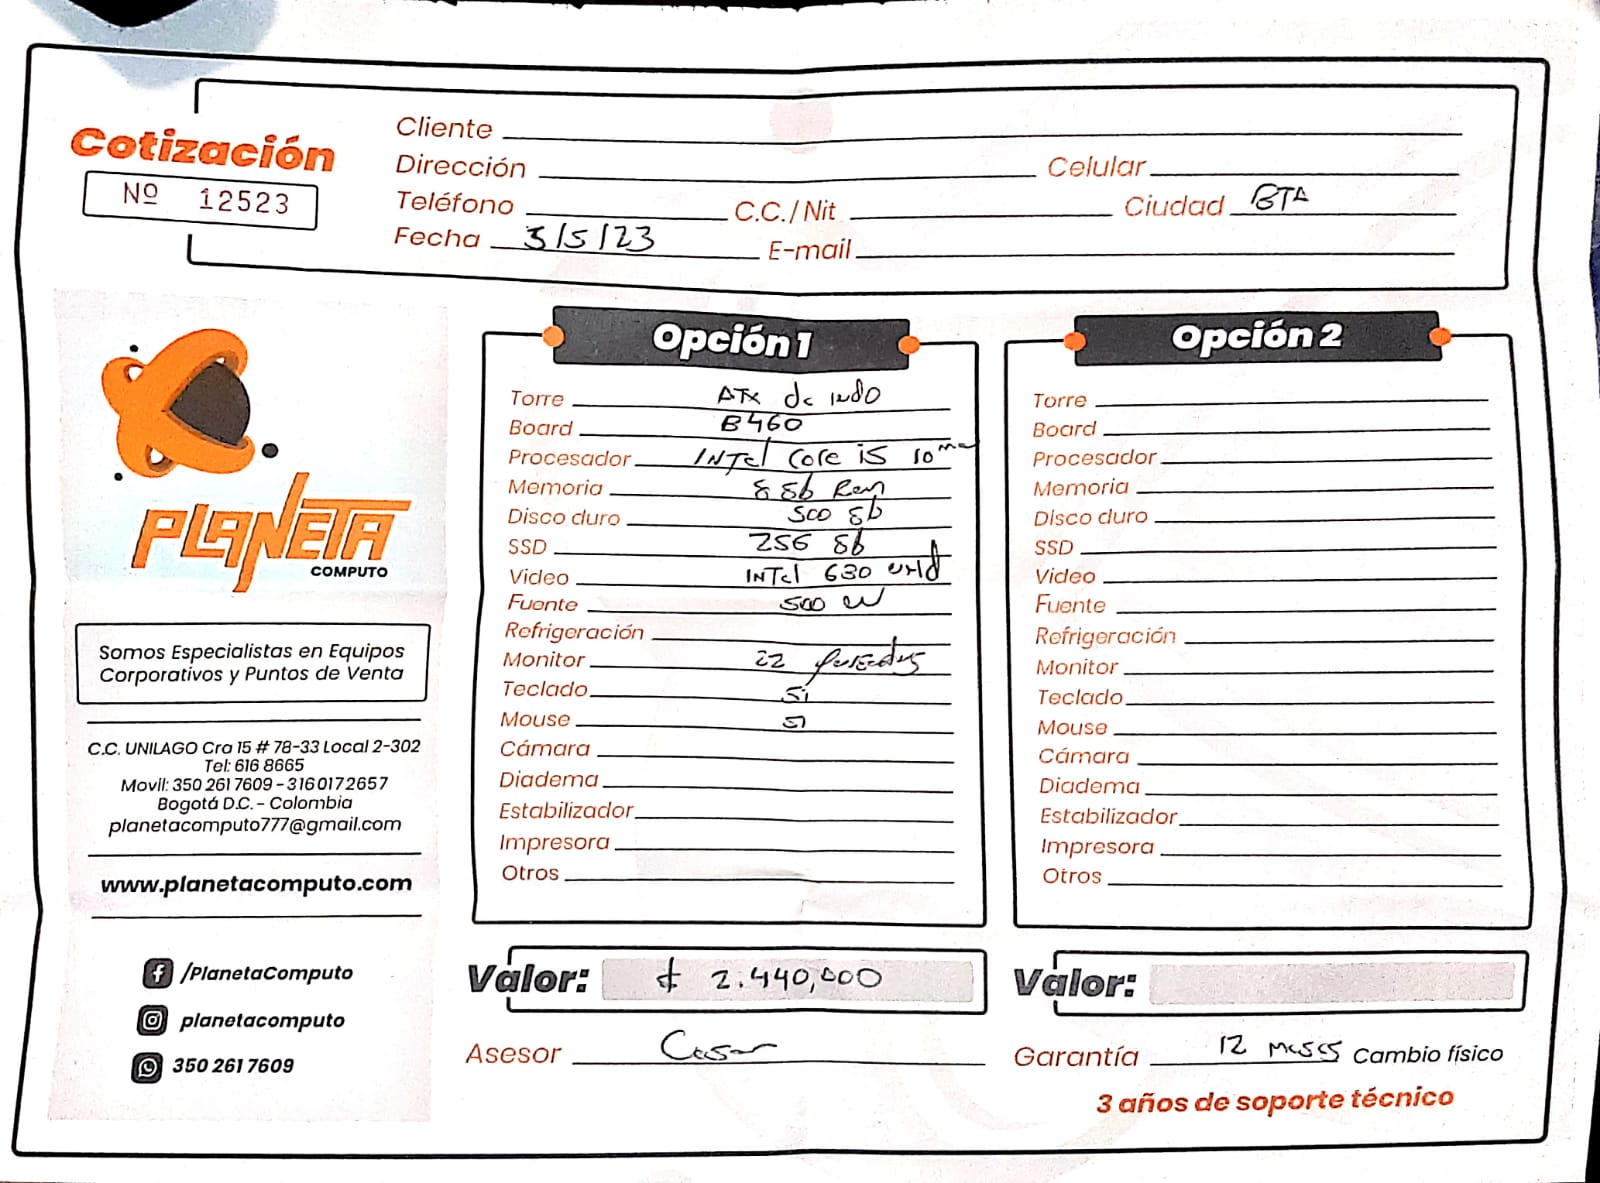 Cotización
Nº 12523
Cliente
Dirección
Celular
Teléfono
C.C./Nit
Ciudad BTA
Fecha 3/5/23
E-mail
PLANETA
COMPUTO
Somos Especialistas en Equipos
Corporativos y Puntos de Venta
C.C. UNILAGO Cra 15 # 78-33 Local 2-302
Tel: 616 8665
Movil: 350 261 7609 - 316 017 2657
Bogotá D.C. - Colombia
planetacomputo777@gmail.com
www.planetacomputo.com
/PlanetaComputo
planetacomputo
350 261 7609
Opción 1
Torre ATX de
Board B460
Procesador INTel Core i5 10ma
Memoria 8 Gb Ram
Disco duro 500 Gb
SSD 256 Gb
Video INTel 630 UHD
Fuente 500 W
Refrigeración
Monitor 22 pulgadas
Teclado Si
Mouse Si
Cámara
Diadema
Estabilizador
Impresora
Otros
Valor: $ 2.440,000
Asesor Cesar
Opción 2
Torre
Board
Procesador
Memoria
Disco duro
SSD
Video
Fuente
Refrigeración
Monitor
Teclado
Mouse
Cámara
Diadema
Estabilizador
Impresora
Otros
Valor:
Garantía 12 meses Cambio físico
3 años de soporte técnico